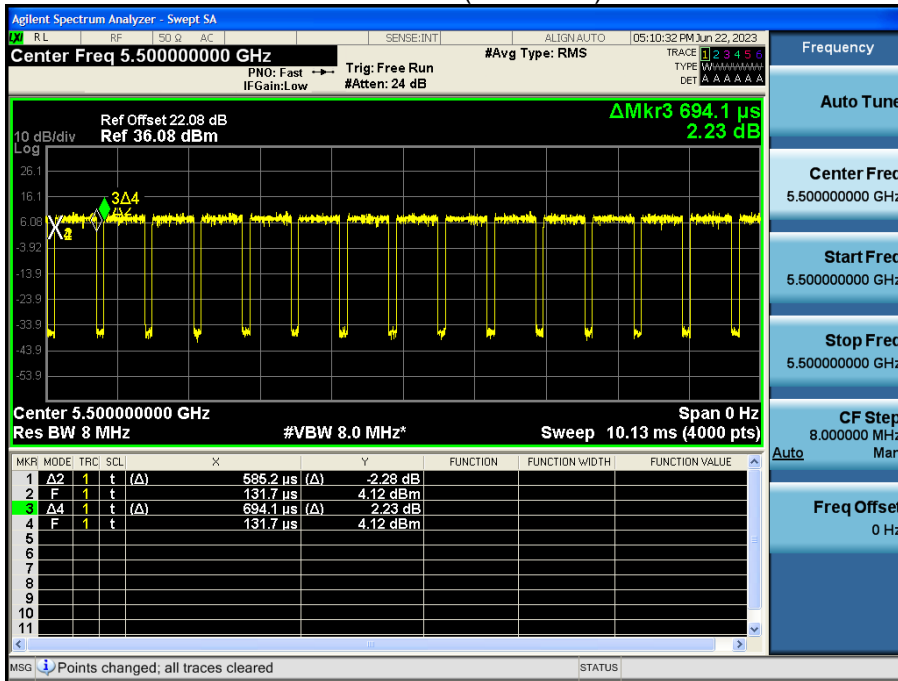 Agilent Spectrum Analyzer - Swept SA
LXI RL RF 50 Ω AC SENSE:INT ALIGN AUTO 05:10:32 PM Jun 22, 2023
Center Freq 5.500000000 GHz #Avg Type: RMS TRACE 1 2 3 4 5 6
PNO: Fast Trig: Free Run TYPE WWWWWW
IFGain:Low #Atten: 24 dB DET A A A A A A
ΔMkr3 694.1 µs
2.23 dB
Ref Offset 22.08 dB
10 dB/div Ref 36.08 dBm
Log
26.1
16.1
6.08
-3.92
-13.9
-23.9
-33.9
-43.9
-53.9
3Δ4
Center 5.500000000 GHz Span 0 Hz
Res BW 8 MHz #VBW 8.0 MHz* Sweep 10.13 ms (4000 pts)
MKR MODE TRC SCL X Y FUNCTION FUNCTION WIDTH FUNCTION VALUE
1 Δ2 1 t (Δ) 585.2 µs (Δ) -2.28 dB
2 F 1 t 131.7 µs 4.12 dBm
3 Δ4 1 t (Δ) 694.1 µs (Δ) 2.23 dB
4 F 1 t 131.7 µs 4.12 dBm
5
6
7
8
9
10
11
MSG Points changed; all traces cleared STATUS
Frequency
Auto Tune
Center Freq
5.500000000 GHz
Start Freq
5.500000000 GHz
Stop Freq
5.500000000 GHz
CF Step
8.000000 MHz
Auto Man
Freq Offset
0 Hz